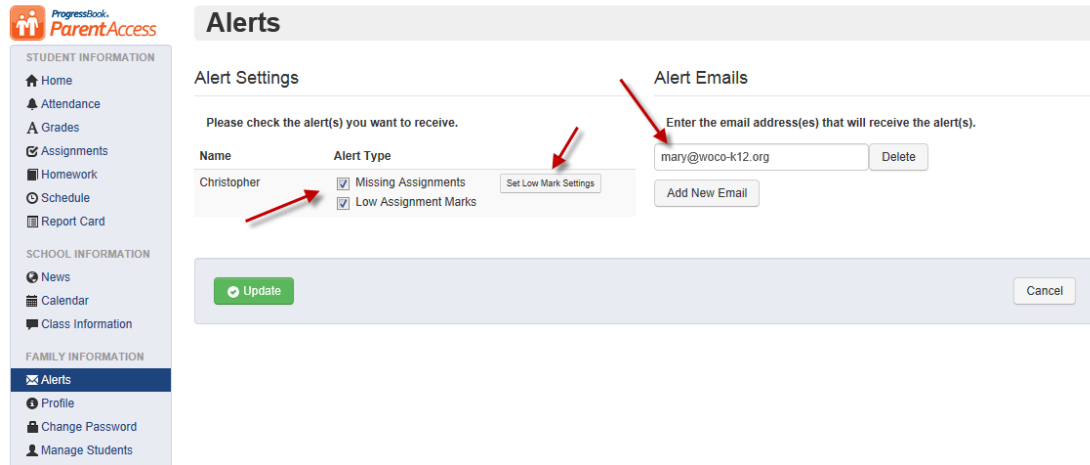 ProgressBook.
ParentAccess
STUDENT INFORMATION
Home
Attendance
Grades
Assignments
Homework
Schedule
Report Card
SCHOOL INFORMATION
News
Calendar
Class Information
FAMILY INFORMATION
Alerts
Profile
Change Password
Manage Students
Alerts
Alert Settings
Please check the alert(s) you want to receive.
Name Alert Type
Christopher Missing Assignments Set Low Mark Settings
Low Assignment Marks
Alert Emails
Enter the email address(es) that will receive the alert(s).
mary@woco-k12.org Delete
Add New Email
Update Cancel